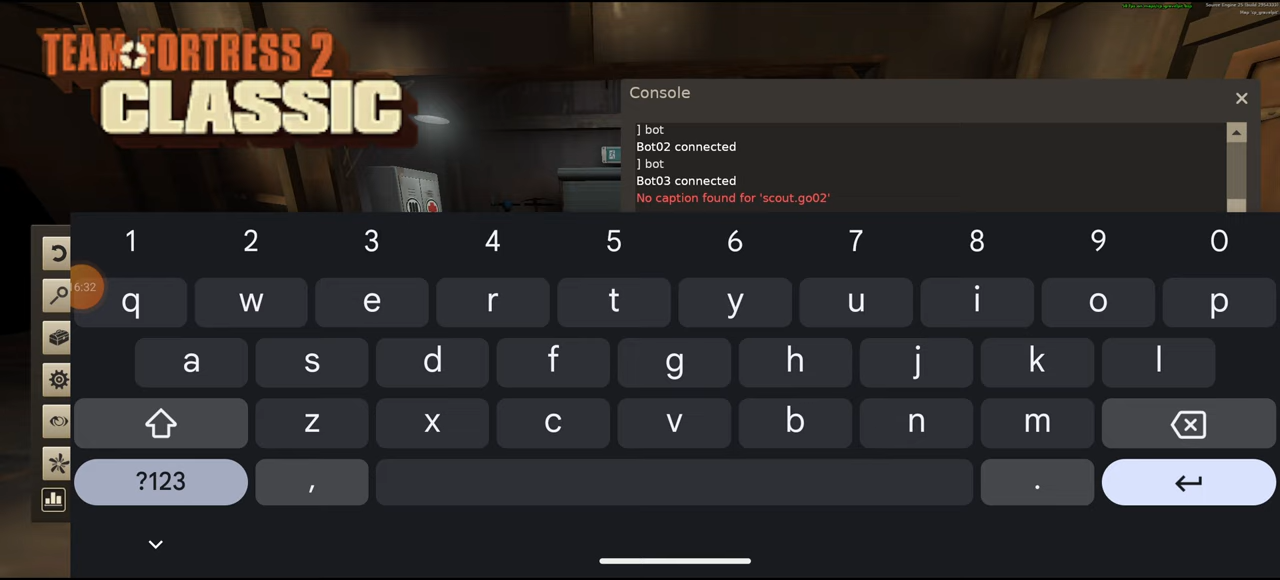 TEAM FORTRESS 2
CLASSIC
Console
] bot
Bot02 connected
] bot
Bot03 connected
No caption found for 'scout.go02'
16:32
1 2 3 4 5 6 7 8 9 0
q w e r t y u i o p
a s d f g h j k l
z x c v b n m
?123 , .